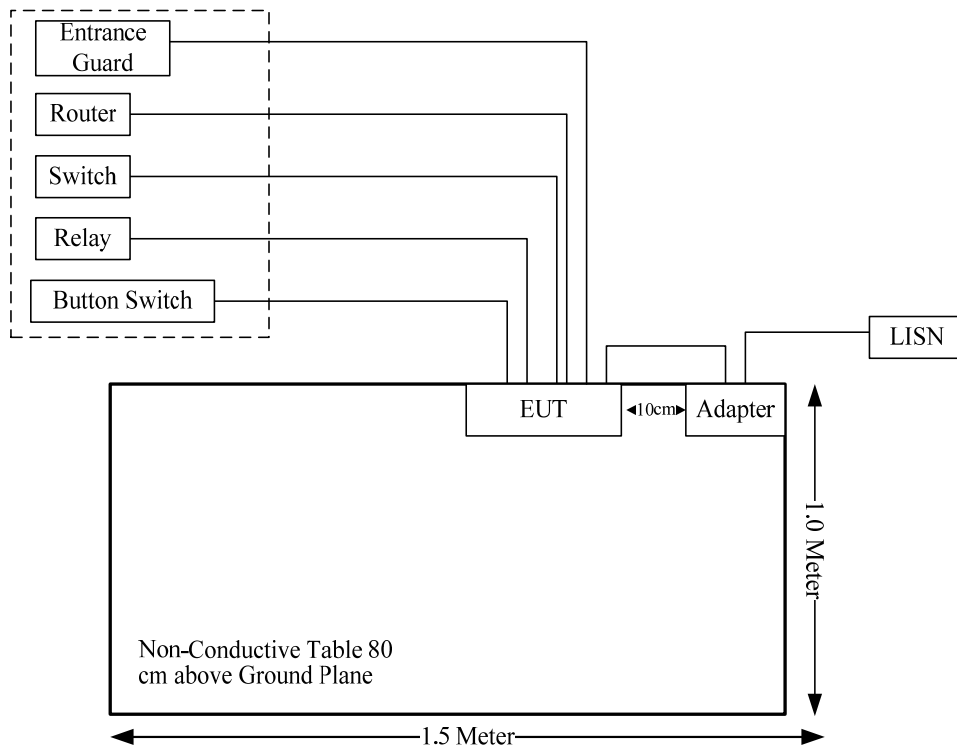 Entrance
Guard
Router
Switch
Relay
Button Switch
LISN
EUT
10cm
Adapter
1.0 Meter
Non-Conductive Table 80
cm above Ground Plane
1.5 Meter